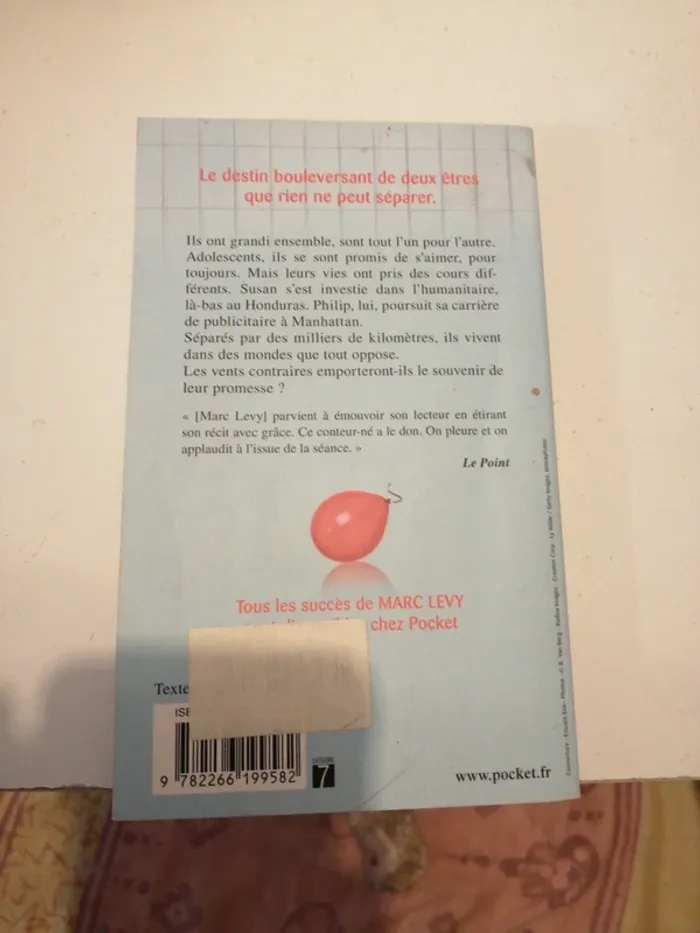 Le destin bouleversant de deux êtres
que rien ne peut séparer.
Ils ont grandi ensemble, sont tout l'un pour l'autre.
Adolescents, ils se sont promis de s'aimer, pour
toujours. Mais leurs vies ont pris des cours dif-
férents. Susan s'est investie dans l'humanitaire,
là-bas au Honduras. Philip, lui, poursuit sa carrière
de publicitaire à Manhattan.
Séparés par des milliers de kilomètres, ils vivent
dans des mondes que tout oppose.
Les vents contraires emporteront-ils le souvenir de
leur promesse ?
« [Marc Levy] parvient à émouvoir son lecteur en étirant
son récit avec grâce. Ce conteur-né a le don. On pleure et on
applaudit à l'issue de la séance. »
Le Point
Tous les succès de MARC LEVY
chez Pocket
Texte
ISB
9 782266 199582
7
www.pocket.fr